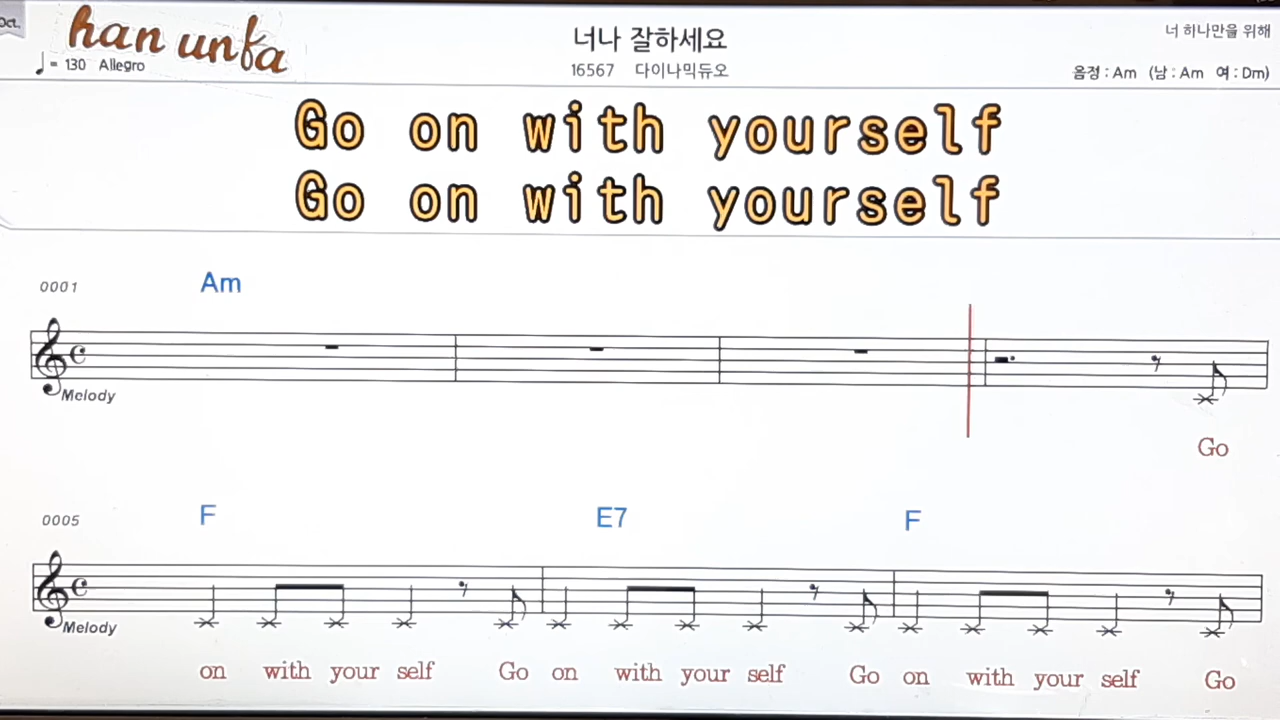 Oct.
han unfa
너나 잘하세요
너 하나만을 위해
♩= 130 Allegro
16567 다이나믹듀오
음정 : Am (남 : Am 여 : Dm)
Go on with yourself
Go on with yourself
0001 Am
Melody
Go
0005 F E7 F
Melody
on with your self Go on with your self Go on with your self Go